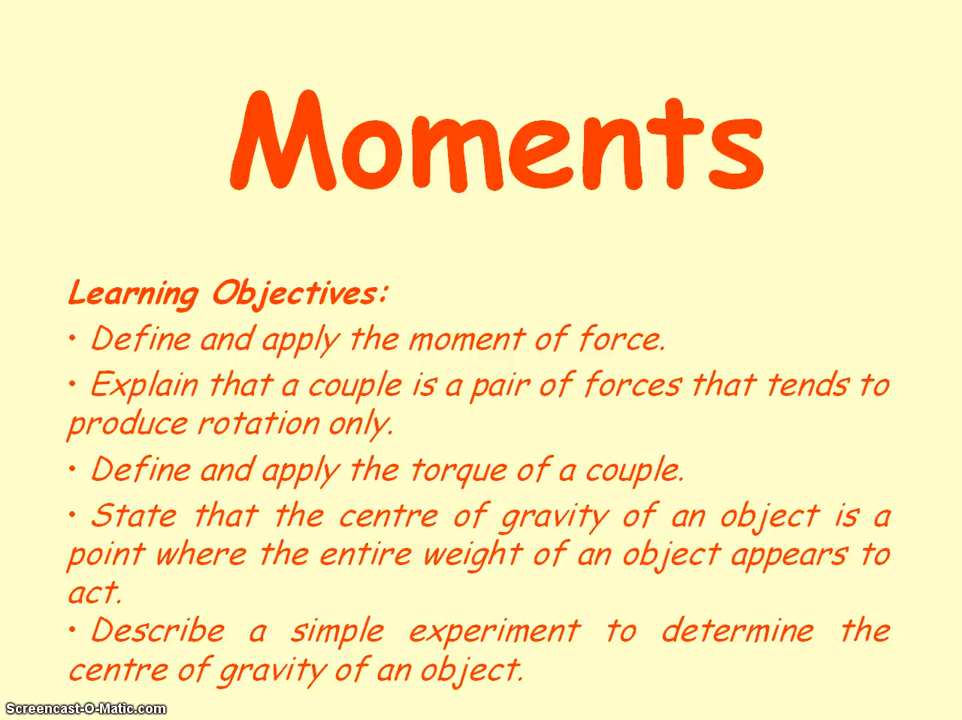 Moments
Learning Objectives:
• Define and apply the moment of force.
• Explain that a couple is a pair of forces that tends to
produce rotation only.
• Define and apply the torque of a couple.
• State that the centre of gravity of an object is a
point where the entire weight of an object appears to
act.
• Describe a simple experiment to determine the
centre of gravity of an object.
Screencast-O-Matic.com